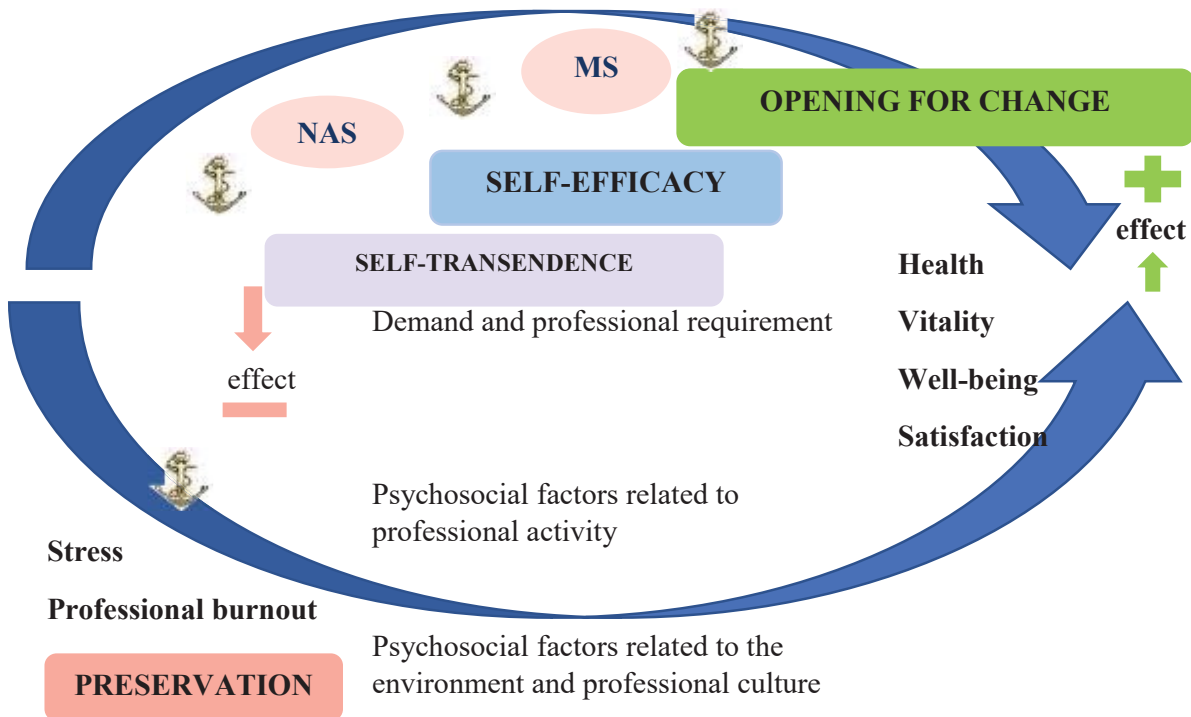 MS
OPENING FOR CHANGE
NAS
SELF-EFFICACY
effect
SELF-TRANSENDENCE
Health
Demand and professional requirement
Vitality
effect
Well-being
Satisfaction
Psychosocial factors related to
professional activity
Stress
Professional burnout
Psychosocial factors related to the
environment and professional culture
PRESERVATION